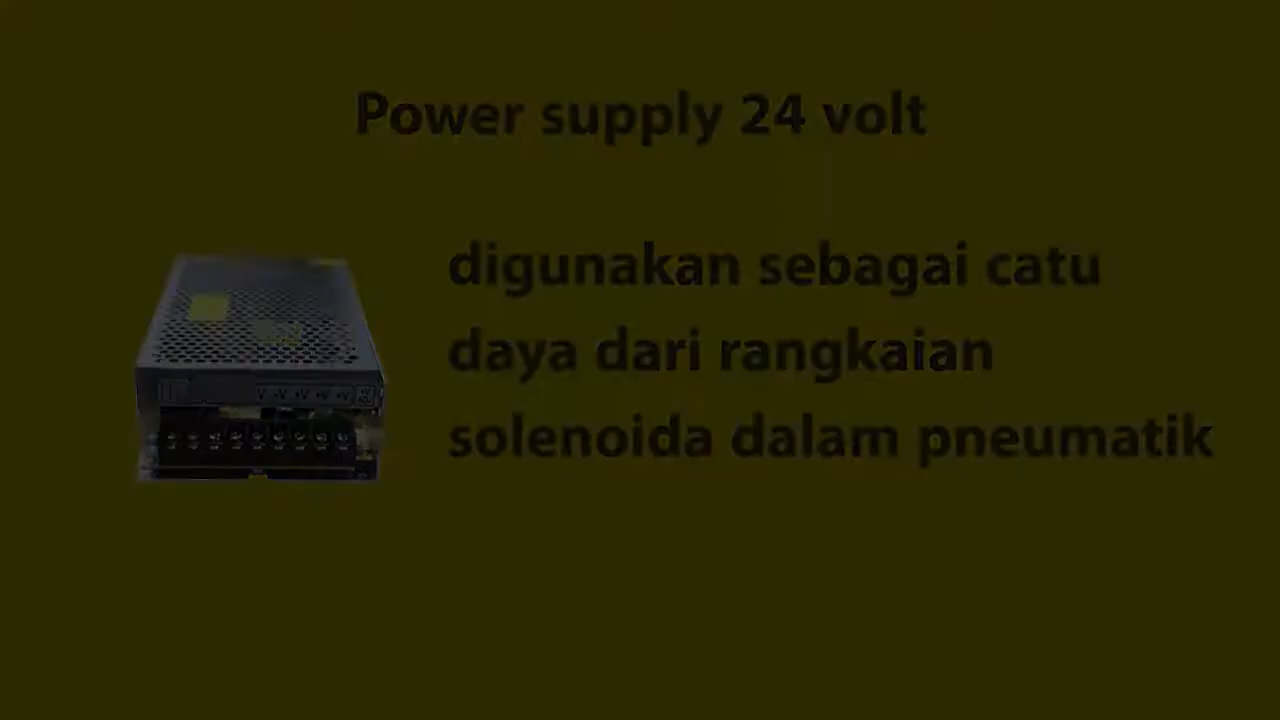 Power supply 24 volt
digunakan sebagai catu
daya dari rangkaian
solenoida dalam pneumatik